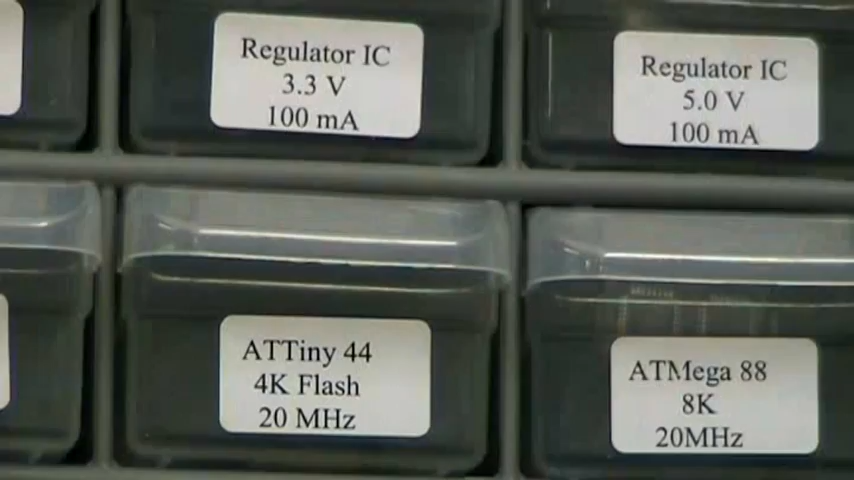 Regulator IC
3.3 V
100 mA
Regulator IC
5.0 V
100 mA
ATTiny 44
4K Flash
20 MHz
ATMega 88
8K
20MHz